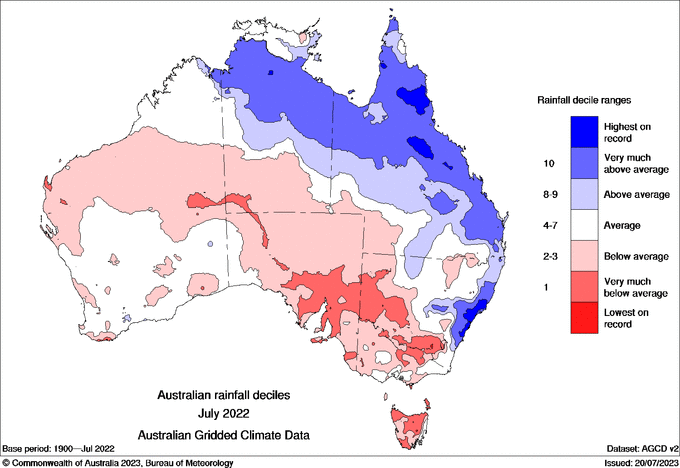 Rainfall decile ranges
Highest on
record
10
Very much
above average
8-9
Above average
4-7
Average
2-3
Below average
1
Very much
below average
Lowest on
record
Australian rainfall deciles
July 2022
Australian Gridded Climate Data
Base period: 1900—Jul 2022
Dataset: AGCD v2
© Commonwealth of Australia 2023, Bureau of Meteorology
Issued: 20/07/2023